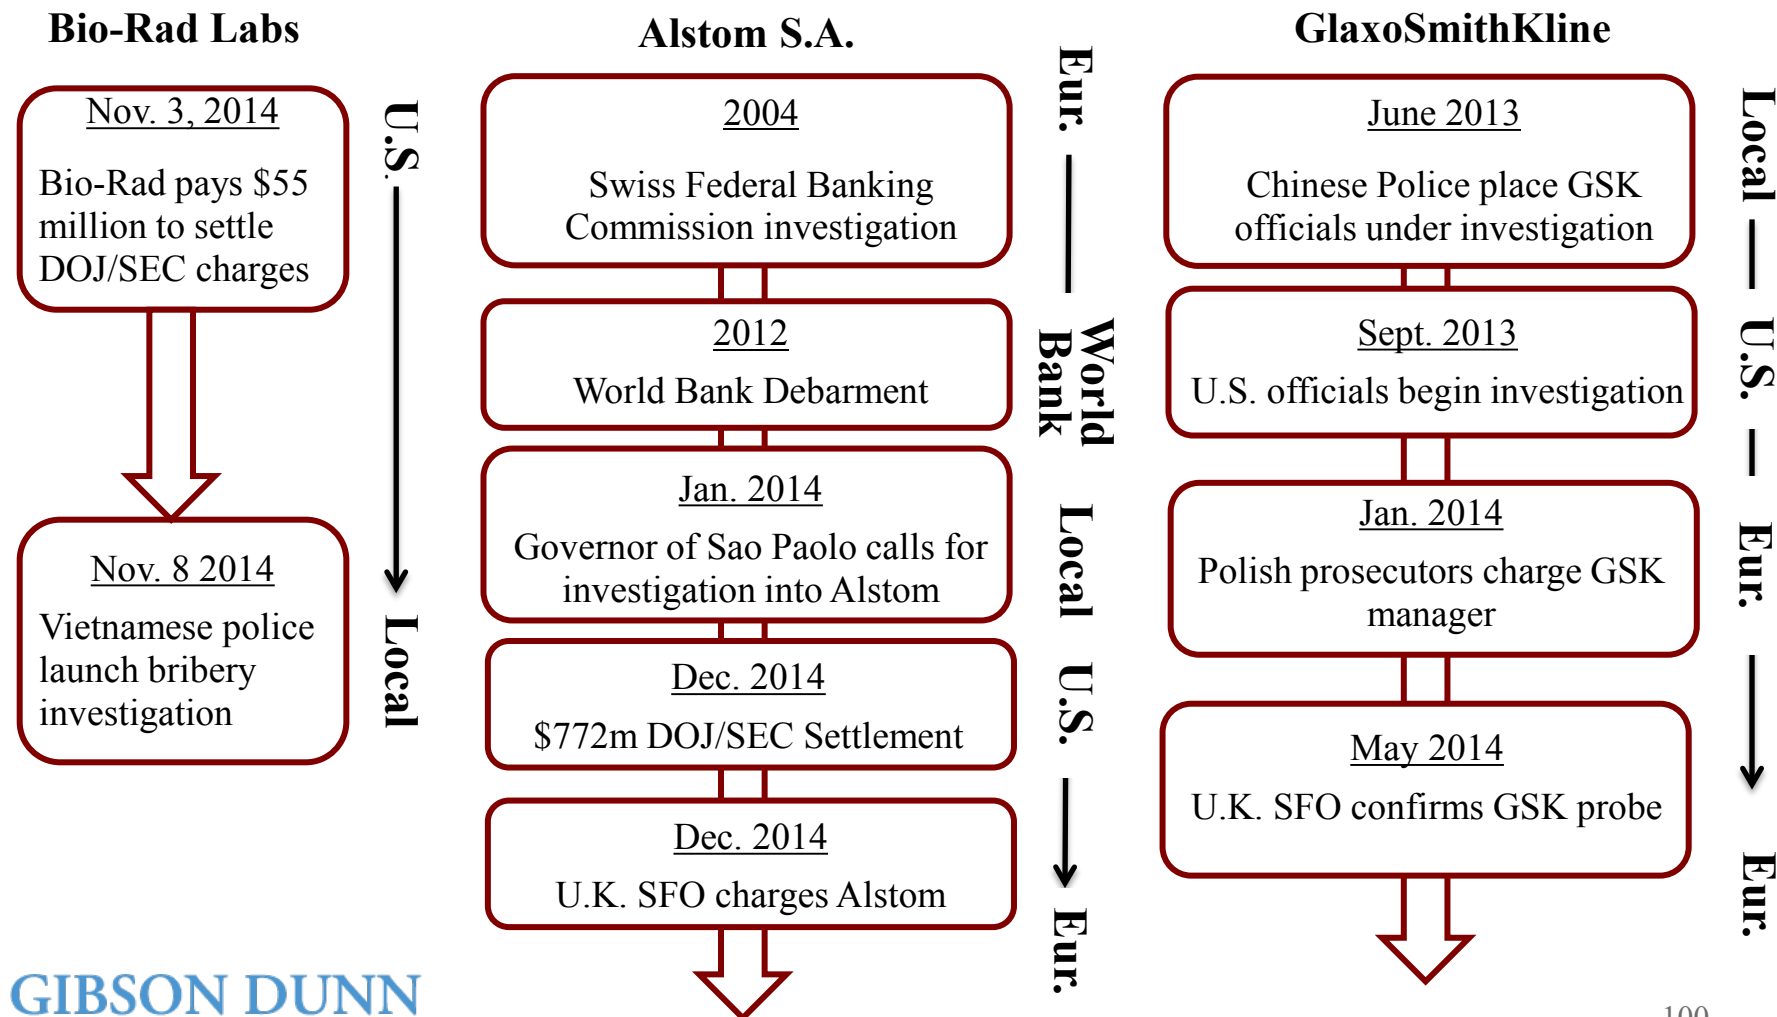 Bio-Rad Labs
Nov. 3, 2014
Bio-Rad pays $55
million to settle
DOJ/SEC charges
Nov. 8 2014
Vietnamese police
launch bribery
investigation
U.S.
Local
Alstom S.A.
2004
Swiss Federal Banking
Commission investigation
2012
World Bank Debarment
Jan. 2014
Governor of Sao Paolo calls for
investigation into Alstom
Dec. 2014
$772m DOJ/SEC Settlement
Dec. 2014
U.K. SFO charges Alstom
Eur.
World
Bank
Local
U.S.
Eur.
GlaxoSmithKline
June 2013
Chinese Police place GSK
officials under investigation
Sept. 2013
U.S. officials begin investigation
Jan. 2014
Polish prosecutors charge GSK
manager
May 2014
U.K. SFO confirms GSK probe
Local
U.S.
Eur.
Eur.
GIBSON DUNN
100